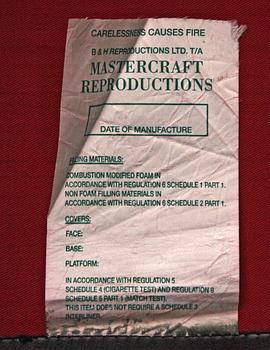 CARELESSNESS CAUSES FIRE
B & H REPRODUCTIONS LTD. T/A
MASTERCRAFT
REPRODUCTIONS
DATE OF MANUFACTURE
FILLING MATERIALS:
COMBUSTION MODIFIED FOAM IN
ACCORDANCE WITH REGULATION 6 SCHEDULE 1 PART 1.
NON FOAM FILLING MATERIALS IN
ACCORDANCE WITH REGULATION 6 SCHEDULE 2 PART 1.
COVERS:
FACE:
BASE:
PLATFORM:
IN ACCORDANCE WITH REGULATION 5
SCHEDULE 4 (CIGARETTE TEST) AND REGULATION 8
SCHEDULE 5 PART 1 (MATCH TEST).
THIS ITEM DOES NOT REQUIRE A SCHEDULE 3
INTERLINER.